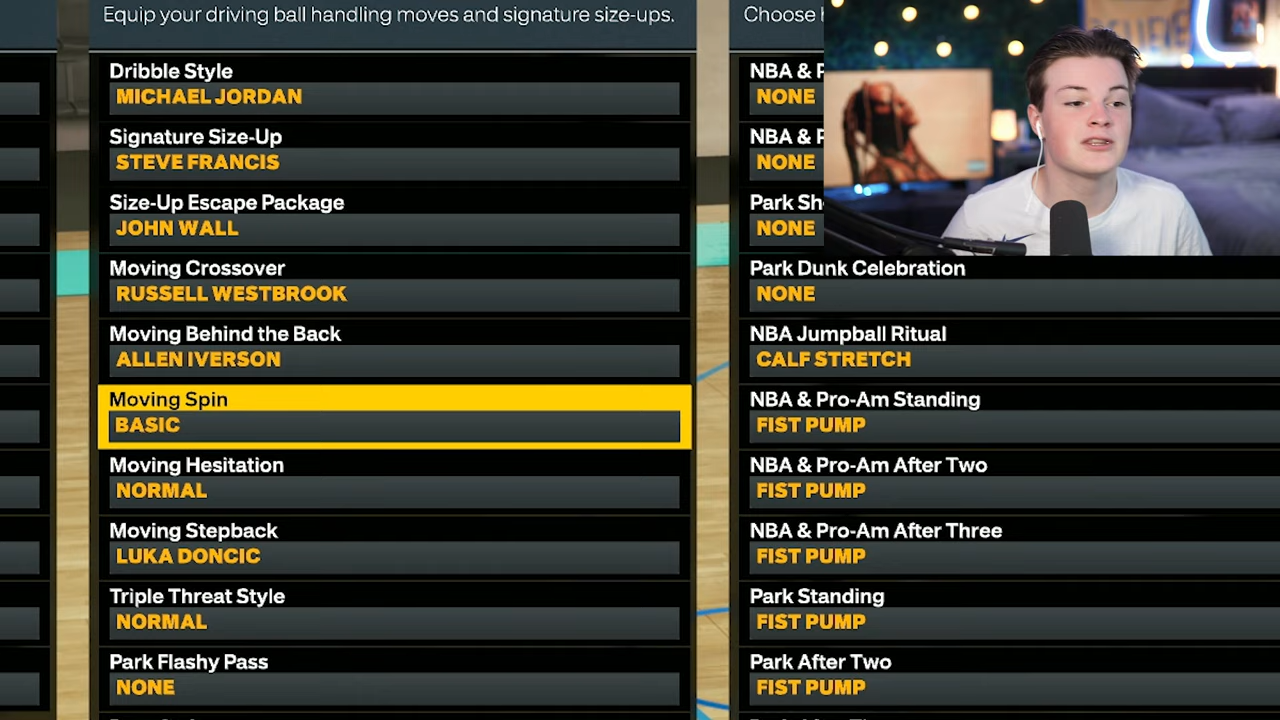 Equip your driving ball handling moves and signature size-ups.
Dribble Style
MICHAEL JORDAN
Signature Size-Up
STEVE FRANCIS
Size-Up Escape Package
JOHN WALL
Moving Crossover
RUSSELL WESTBROOK
Moving Behind the Back
ALLEN IVERSON
Moving Spin
BASIC
Moving Hesitation
NORMAL
Moving Stepback
LUKA DONCIC
Triple Threat Style
NORMAL
Park Flashy Pass
NONE
Choose
NBA &
NONE
NBA &
NONE
Park
NONE
Park Dunk Celebration
NONE
NBA Jumpball Ritual
CALF STRETCH
NBA & Pro-Am Standing
FIST PUMP
NBA & Pro-Am After Two
FIST PUMP
NBA & Pro-Am After Three
FIST PUMP
Park Standing
FIST PUMP
Park After Two
FIST PUMP